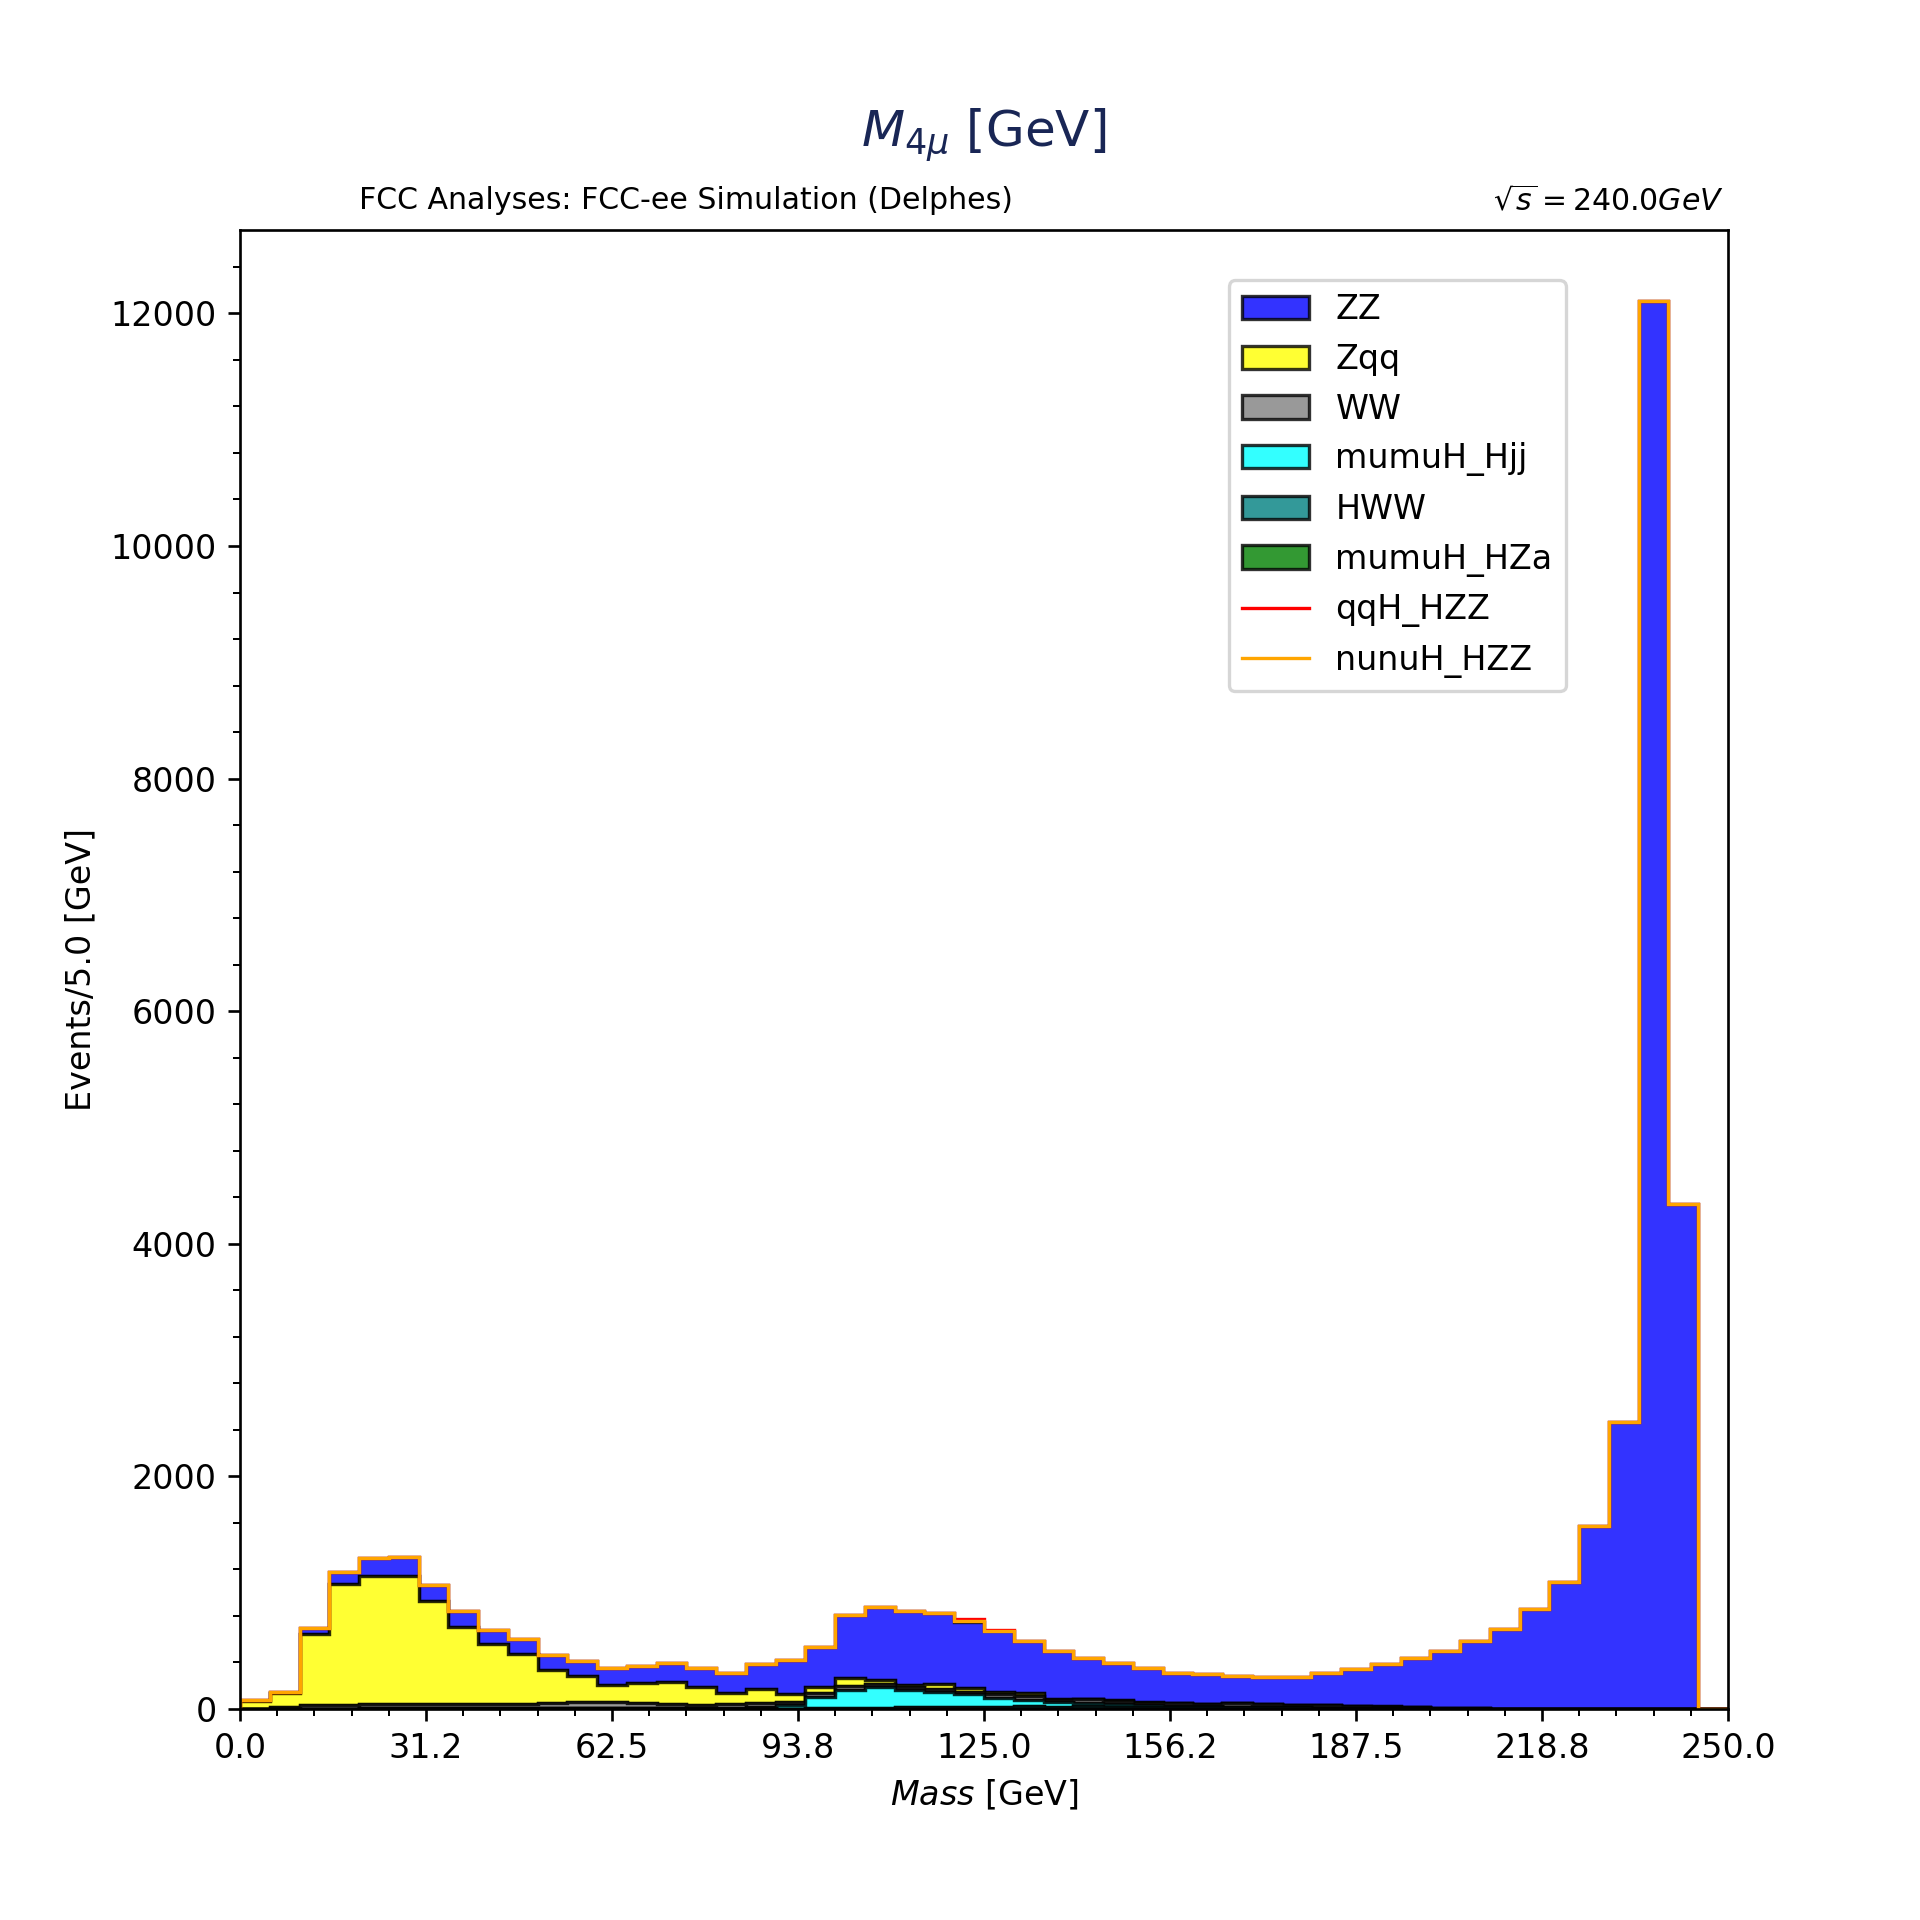 M4μ [GeV]
FCC Analyses: FCC-ee Simulation (Delphes)
√s = 240.0GeV
12000
10000
8000
6000
4000
2000
0
Events/5.0 [GeV]
ZZ
Zqq
WW
mumuH_Hjj
HWW
mumuH_HZa
qqH_HZZ
nunuH_HZZ
0.0 31.2 62.5 93.8 125.0 156.2 187.5 218.8 250.0
Mass [GeV]